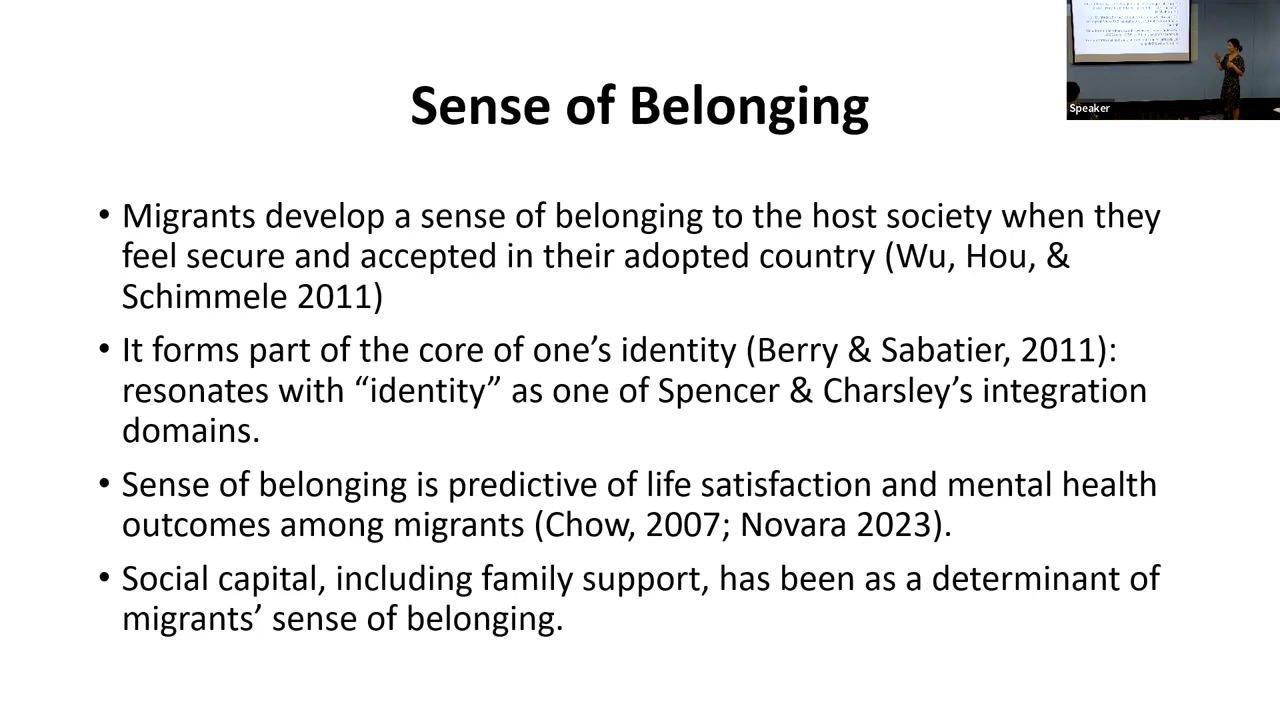 Speaker
Sense of Belonging
• Migrants develop a sense of belonging to the host society when they
feel secure and accepted in their adopted country (Wu, Hou, &
Schimmele 2011)
• It forms part of the core of one’s identity (Berry & Sabatier, 2011):
resonates with “identity” as one of Spencer & Charsley’s integration
domains.
• Sense of belonging is predictive of life satisfaction and mental health
outcomes among migrants (Chow, 2007; Novara 2023).
• Social capital, including family support, has been as a determinant of
migrants’ sense of belonging.